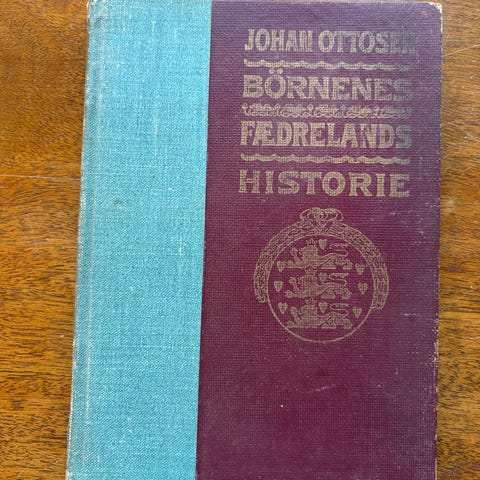 JOHAN OTTOSEN
BÖRNENES
FÆDRELANDS
HISTORIE